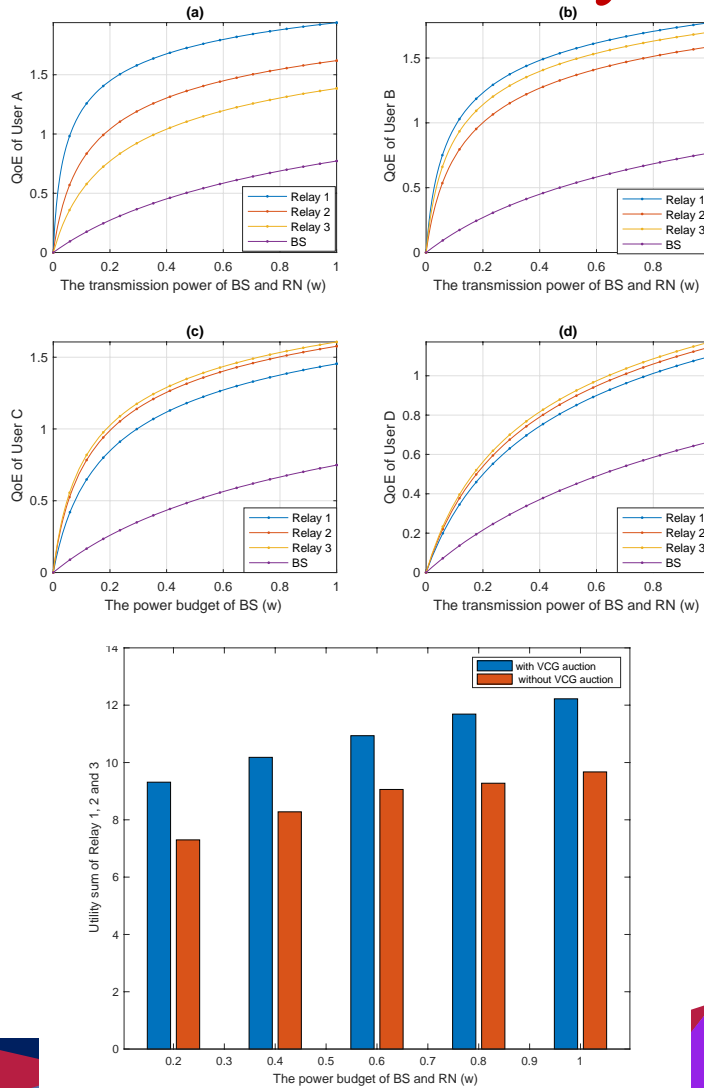 (a)
QoE of User A
1.5
1
0.5
0
0 0.2 0.4 0.6 0.8 1
Relay 1
Relay 2
Relay 3
BS
The transmission power of BS and RN (w)
(b)
QoE of User B
1.5
1
0.5
0
0 0.2 0.4 0.6 0.8
Relay 1
Relay 2
Relay 3
BS
The transmission power of BS and RN (w)
(c)
QoE of User C
1.5
1
0.5
0
0 0.2 0.4 0.6 0.8 1
Relay 1
Relay 2
Relay 3
BS
The power budget of BS (w)
(d)
QoE of User D
1
0.8
0.6
0.4
0.2
0
0 0.2 0.4 0.6 0.8
Relay 1
Relay 2
Relay 3
BS
The transmission power of BS and RN (w)
Utility sum of Relay 1, 2 and 3
14
12
10
8
6
4
2
0
with VCG auction
without VCG auction
0.2 0.3 0.4 0.5 0.6 0.7 0.8 0.9 1
The power budget of BS and RN (w)